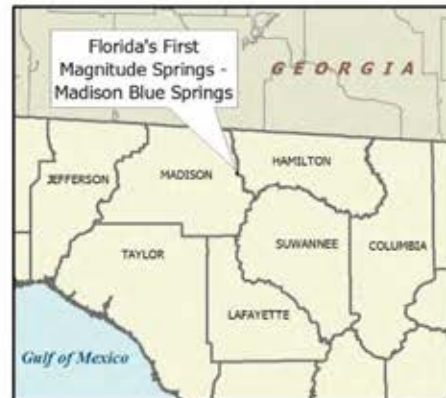 Florida's First
Magnitude Springs -
Madison Blue Springs
GEORGIA
JEFFERSON
MADISON
HAMILTON
TAYLOR
SUWANNEE
COLUMBIA
LAFAYETTE
Gulf of Mexico